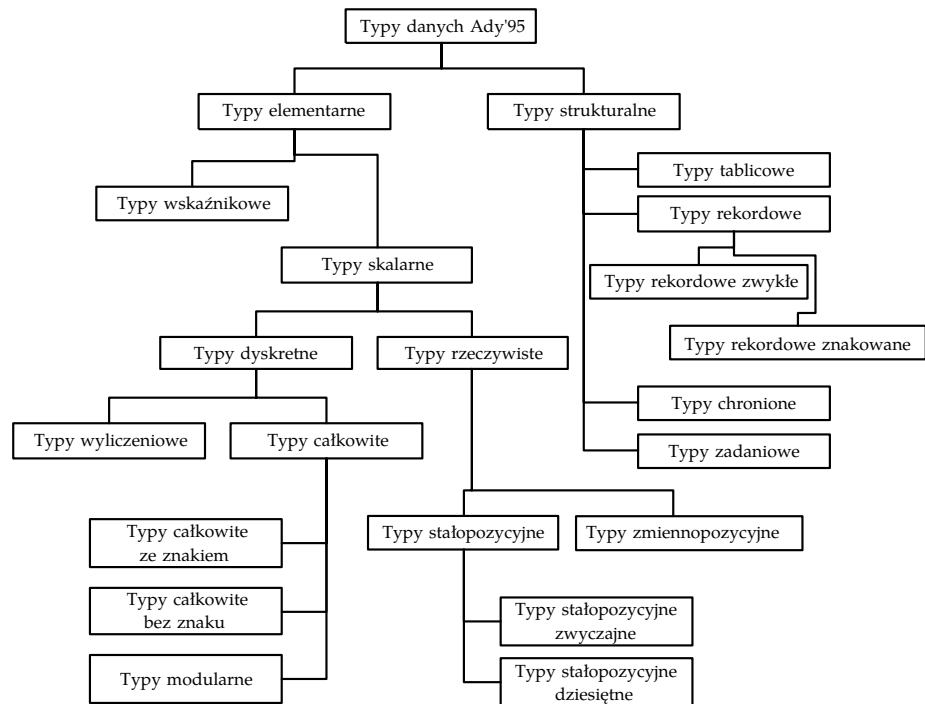 Typy danych Ady'95
Typy elementarne
Typy strukturalne
Typy tablicowe
Typy wskaźnikowe
Typy rekordowe
Typy skalarne
Typy rekordowe zwykłe
Typy dyskretne
Typy rzeczywiste
Typy rekordowe znakowane
Typy chronione
Typy wyliczeniowe
Typy całkowite
Typy zadaniowe
Typy całkowite
ze znakiem
Typy stałopozycyjne
Typy zmiennopozycyjne
Typy całkowite
bez znaku
Typy stałopozycyjne
zwyczajne
Typy modularne
Typy stałopozycyjne
dziesiętne